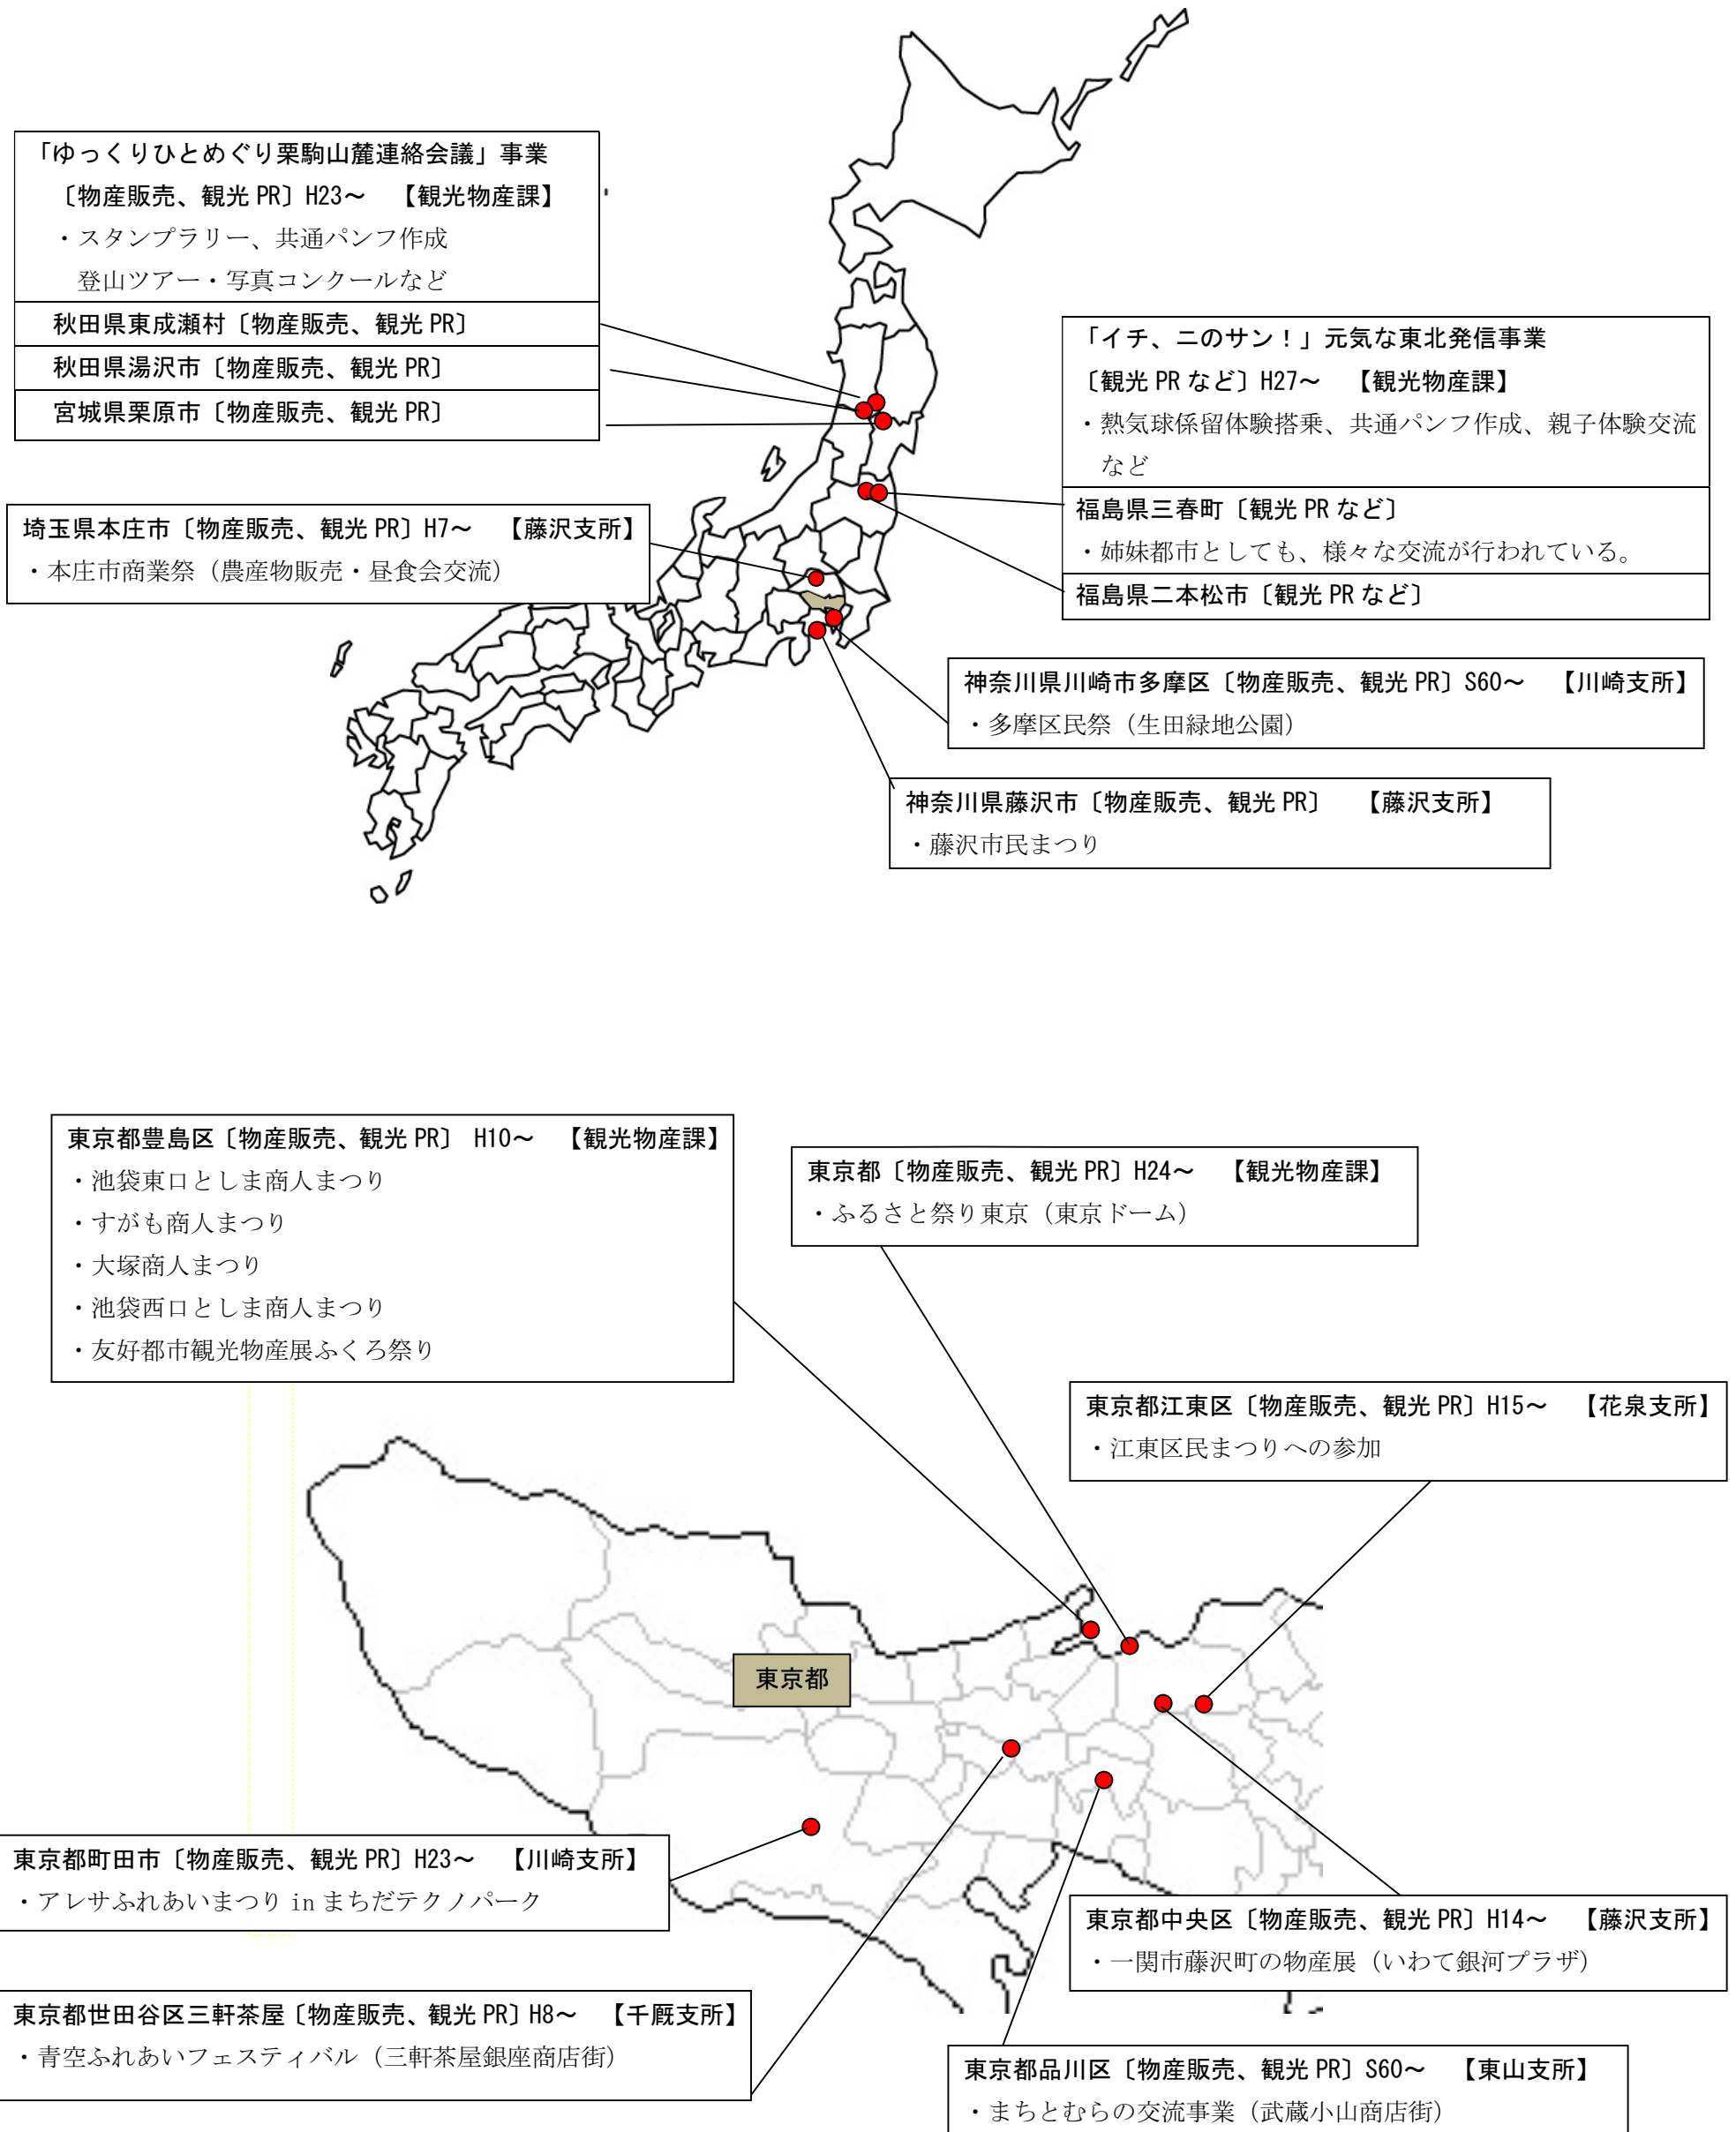 「ゆっくりひとめぐり栗駒山麓連絡会議」事業
〔物産販売、観光 PR〕H23～　【観光物産課】
・スタンプラリー、共通パンフ作成
登山ツアー・写真コンクールなど
秋田県東成瀬村〔物産販売、観光 PR〕
秋田県湯沢市〔物産販売、観光 PR〕
宮城県栗原市〔物産販売、観光 PR〕
「イチ、ニのサン！」元気な東北発信事業
〔観光 PR など〕H27～　【観光物産課】
・熱気球係留体験搭乗、共通パンフ作成、親子体験交流
など
福島県三春町〔観光 PR など〕
・姉妹都市としても、様々な交流が行われている。
福島県二本松市〔観光 PR など〕
埼玉県本庄市〔物産販売、観光 PR〕H7～　【藤沢支所】
・本庄市商業祭（農産物販売・昼食会交流）
神奈川県川崎市多摩区〔物産販売、観光 PR〕S60～　【川崎支所】
・多摩区民祭（生田緑地公園）
神奈川県藤沢市〔物産販売、観光 PR〕　【藤沢支所】
・藤沢市民まつり
東京都豊島区〔物産販売、観光 PR〕 H10～　【観光物産課】
・池袋東口としま商人まつり
・すがも商人まつり
・大塚商人まつり
・池袋西口としま商人まつり
・友好都市観光物産展ふくろ祭り
東京都〔物産販売、観光 PR〕H24～　【観光物産課】
・ふるさと祭り東京（東京ドーム）
東京都江東区〔物産販売、観光 PR〕H15～　【花泉支所】
・江東区民まつりへの参加
東京都
東京都町田市〔物産販売、観光 PR〕H23～　【川崎支所】
・アレサふれあいまつり in まちだテクノパーク
東京都中央区〔物産販売、観光 PR〕H14～　【藤沢支所】
・一関市藤沢町の物産展（いわて銀河プラザ）
東京都世田谷区三軒茶屋〔物産販売、観光 PR〕H8～　【千厩支所】
・青空ふれあいフェスティバル（三軒茶屋銀座商店街）
東京都品川区〔物産販売、観光 PR〕S60～　【東山支所】
・まちとむらの交流事業（武蔵小山商店街）